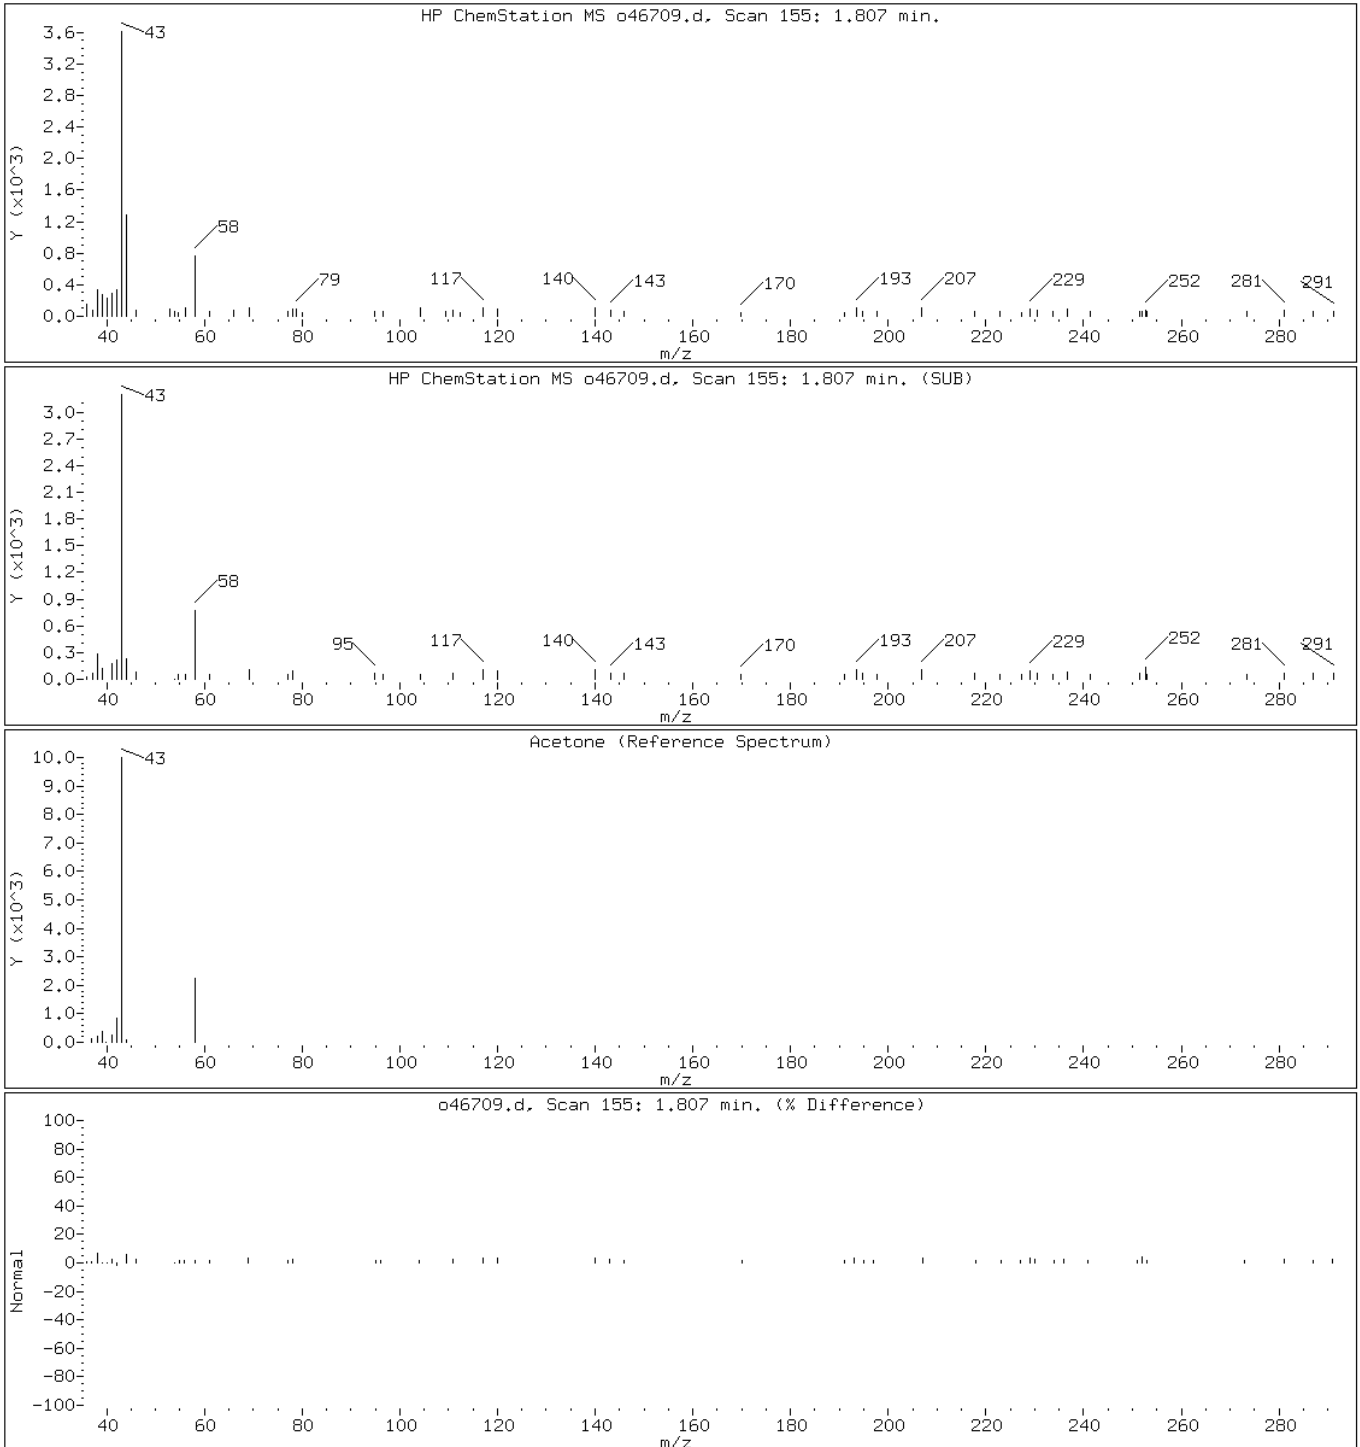 HP ChemStation MS o46709.d, Scan 155: 1.807 min.
43
3.6
3.2
2.8
2.4
2.0
1.6
1.2
58
0.8
79 117 140 143 170 193 207 229 252 281 291
0.4
0.0
Y (x10^3)
40 60 80 100 120 140 160 180 200 220 240 260 280
m/z
HP ChemStation MS o46709.d, Scan 155: 1.807 min. (SUB)
43
3.0
2.7
2.4
2.1
1.8
1.5
1.2
58
0.9
0.6
95 117 140 143 170 193 207 229 252 281 291
0.3
0.0
Y (x10^3)
40 60 80 100 120 140 160 180 200 220 240 260 280
m/z
Acetone (Reference Spectrum)
43
10.0
9.0
8.0
7.0
6.0
5.0
4.0
3.0
2.0
1.0
0.0
Y (x10^3)
40 60 80 100 120 140 160 180 200 220 240 260 280
m/z
o46709.d, Scan 155: 1.807 min. (% Difference)
100
80
60
40
20
0
-20
-40
-60
-80
-100
Normal
40 60 80 100 120 140 160 180 200 220 240 260 280
m/z